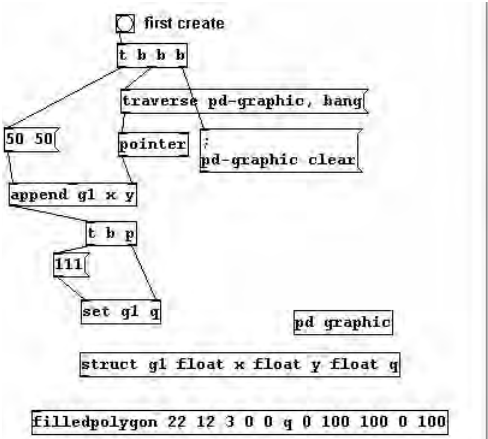 first create
t b b b
traverse pd-graphic, bang
50 50
pointer
;
pd-graphic clear
append g1 x y
t b p
111
set g1 q
pd graphic
struct g1 float x float y float q
filledpolygon 22 12 3 0 0 q 0 100 100 0 100